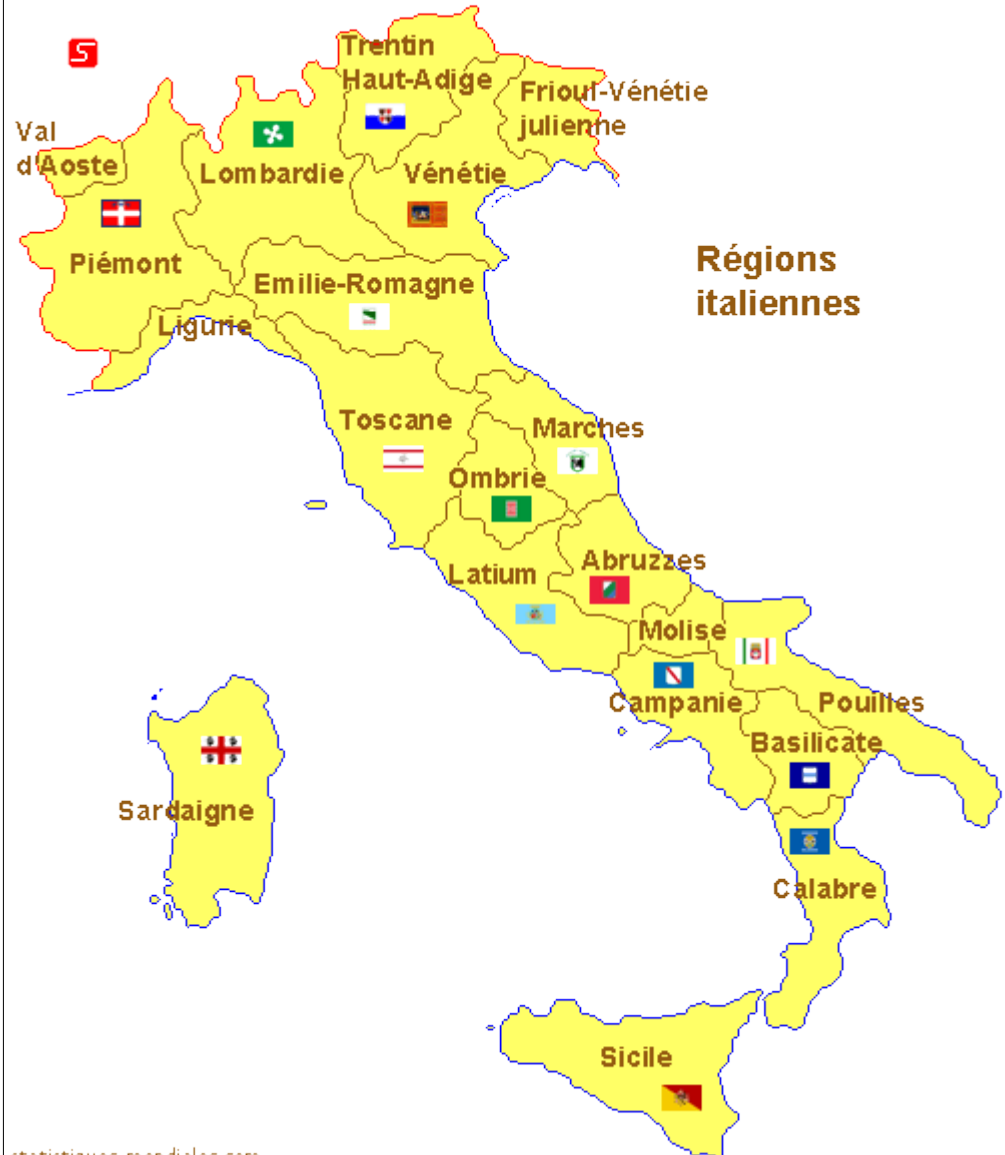 S
Trentin
Haut-Adige
Frioul-Vénétie
julienne
Val
d'Aoste
Lombardie
Vénétie
Piémont
Régions
italiennes
Emilie-Romagne
Ligurie
Toscane
Marches
Ombrie
Abruzzes
Latium
Molise
Campanie
Pouilles
Basilicate
Sardaigne
Calabre
Sicile